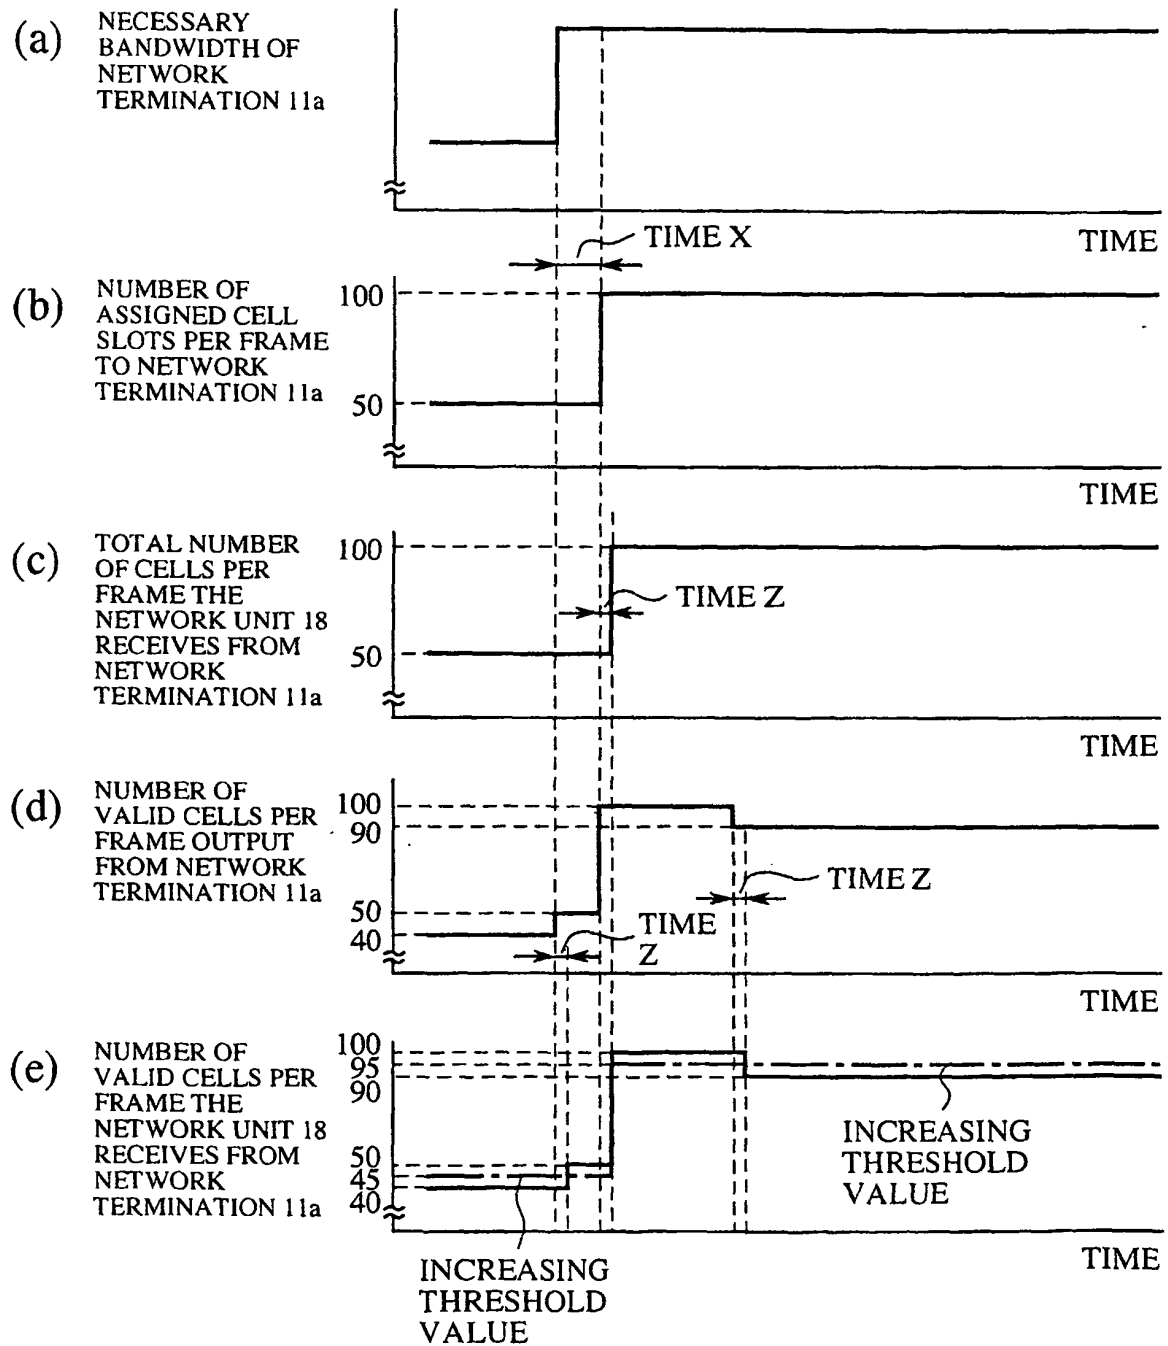 (a)
NECESSARY
BANDWIDTH OF
NETWORK
TERMINATION 11a
TIME
TIME X
(b)
NUMBER OF
ASSIGNED CELL
SLOTS PER FRAME
TO NETWORK
TERMINATION 11a
100
50
TIME
(c)
TOTAL NUMBER
OF CELLS PER
FRAME THE
NETWORK UNIT 18
RECEIVES FROM
NETWORK
TERMINATION 11a
100
50
TIME Z
TIME
(d)
NUMBER OF
VALID CELLS PER
FRAME OUTPUT
FROM NETWORK
TERMINATION 11a
100
90
50
40
TIME Z
TIME
Z
TIME
(e)
NUMBER OF
VALID CELLS PER
FRAME THE
NETWORK UNIT 18
RECEIVES FROM
NETWORK
TERMINATION 11a
100
95
90
50
45
40
INCREASING
THRESHOLD
VALUE
TIME
INCREASING
THRESHOLD
VALUE